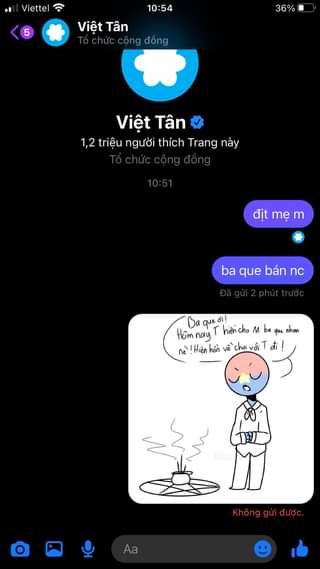 Viettel 10:54 36%
5 Việt Tân
Tổ chức cộng đồng
Việt Tân
1,2 triệu người thích Trang này
Tổ chức cộng đồng
10:51
địt mẹ m
ba que bán nc
Đã gửi 2 phút trước
Ba que ơi!
Hôm nay T hiến cho M ba que nhan
nè! Hiên hồn về chơi với T đi!
Không gửi được.
Aa